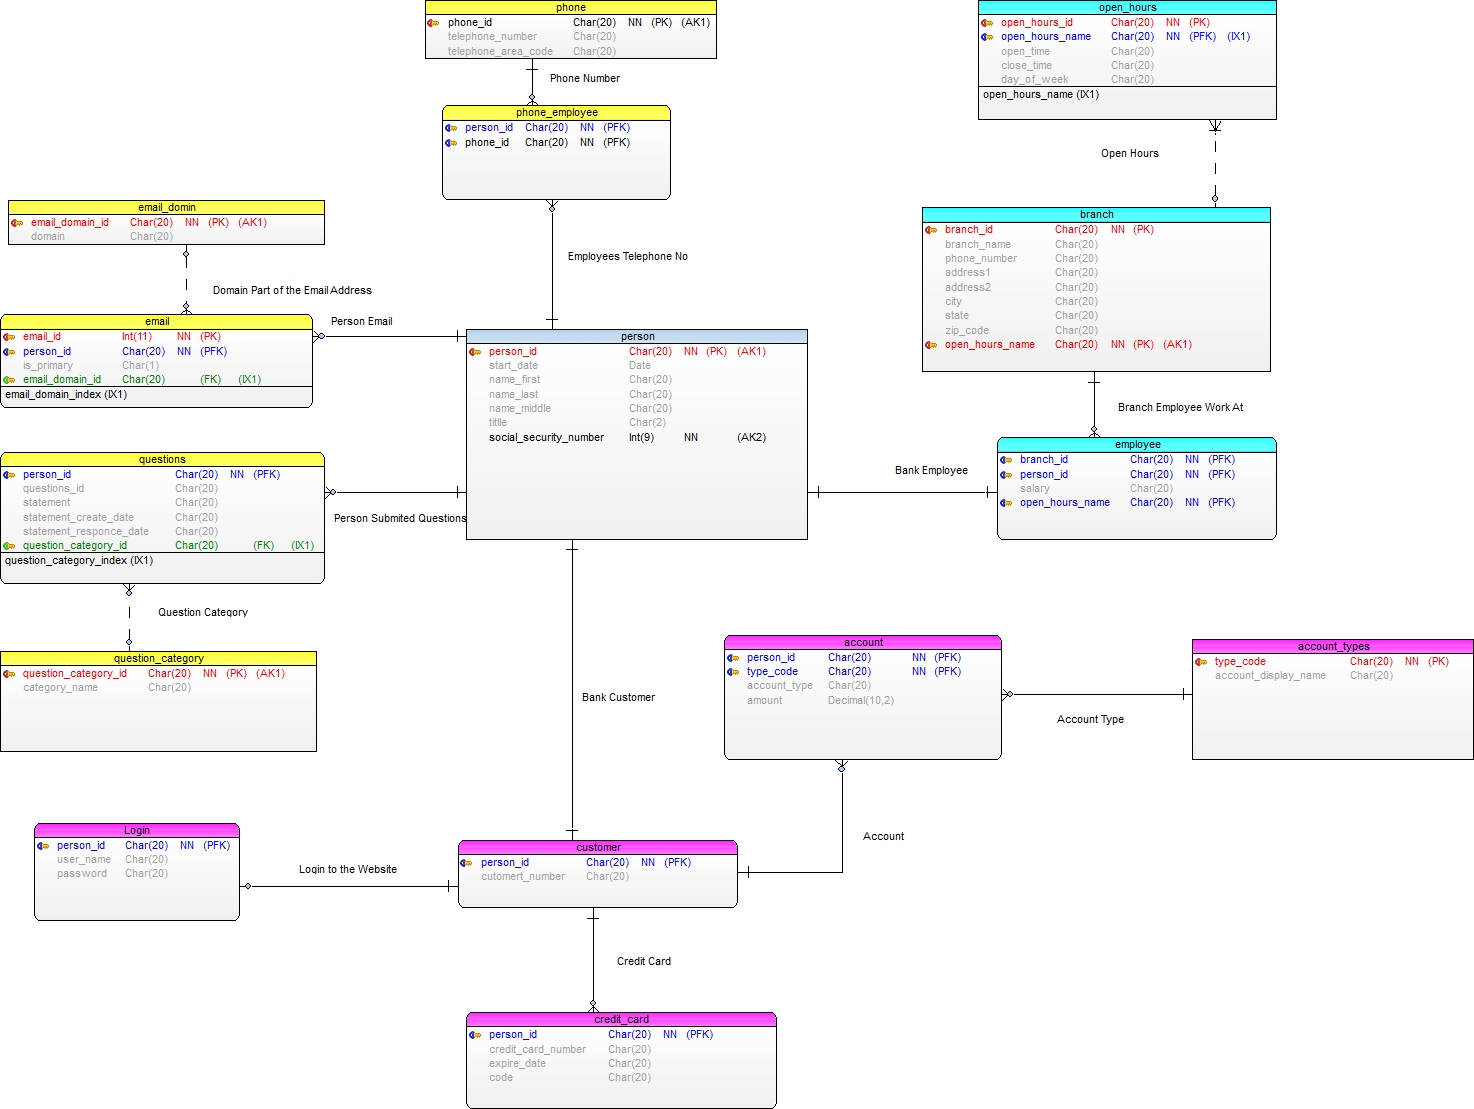 phone
phone_id Char(20) NN (PK) (AK1)
telephone_number Char(20)
telephone_area_code Char(20)
Phone Number
phone_employee
person_id Char(20) NN (PFK)
phone_id Char(20) NN (PFK)
Employees Telephone No
open_hours
open_hours_id Char(20) NN (PK)
open_hours_name Char(20) NN (PFK) (IX1)
open_time Char(20)
close_time Char(20)
day_of_week Char(20)
open_hours_name (IX1)
Open Hours
branch
branch_id Char(20) NN (PK)
branch_name Char(20)
phone_number Char(20)
address1 Char(20)
address2 Char(20)
city Char(20)
state Char(20)
zip_code Char(20)
open_hours_name Char(20) NN (PK) (AK1)
Branch Employee Work At
email_domin
email_domain_id Char(20) NN (PK) (AK1)
domain Char(20)
Domain Part of the Email Address
email
email_id Int(11) NN (PK)
person_id Char(20) NN (PFK)
is_primary Char(1)
email_domain_id Char(20) (FK) (IX1)
email_domain_index (IX1)
Person Email
person
person_id Char(20) NN (PK) (AK1)
start_date Date
name_first Char(20)
name_last Char(20)
name_middle Char(20)
titlle Char(2)
social_security_number Int(9) NN (AK2)
Bank Employee
employee
branch_id Char(20) NN (PFK)
person_id Char(20) NN (PFK)
salary Char(20)
open_hours_name Char(20) NN (PFK)
questions
person_id Char(20) NN (PFK)
questions_id Char(20)
statement Char(20)
statement_create_date Char(20)
statement_responce_date Char(20)
question_category_id Char(20) (FK) (IX1)
question_category_index (IX1)
Person Submited Questions
Question Category
question_category
question_category_id Char(20) NN (PK) (AK1)
category_name Char(20)
Bank Customer
account
person_id Char(20) NN (PFK)
type_code Char(20) NN (PFK)
account_type Char(20)
amount Decimal(10,2)
Account Type
account_types
type_code Char(20) NN (PK)
account_display_name Char(20)
Account
Login
person_id Char(20) NN (PFK)
user_name Char(20)
password Char(20)
Login to the Website
customer
person_id Char(20) NN (PFK)
cutomert_number Char(20)
Credit Card
credit_card
person_id Char(20) NN (PFK)
credit_card_number Char(20)
expire_date Char(20)
code Char(20)